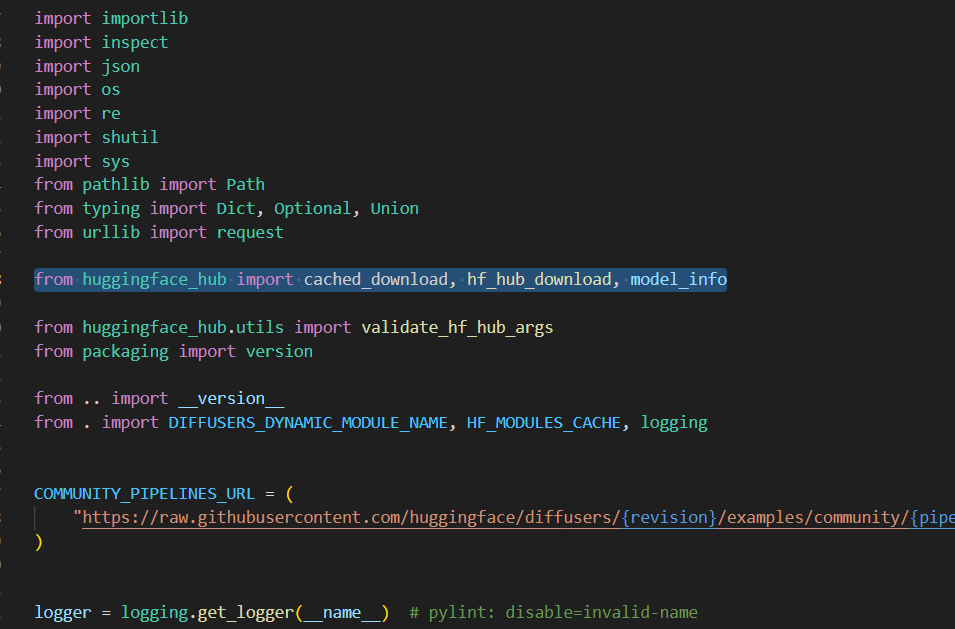 import importlib
import inspect
import json
import os
import re
import shutil
import sys
from pathlib import Path
from typing import Dict, Optional, Union
from urllib import request
from huggingface_hub import cached_download, hf_hub_download, model_info
from huggingface_hub.utils import validate_hf_hub_args
from packaging import version
from .. import __version__
from . import DIFFUSERS_DYNAMIC_MODULE_NAME, HF_MODULES_CACHE, logging
COMMUNITY_PIPELINES_URL = (
"https://raw.githubusercontent.com/huggingface/diffusers/{revision}/examples/community/{pipe
)
logger = logging.get_logger(__name__)  # pylint: disable=invalid-name